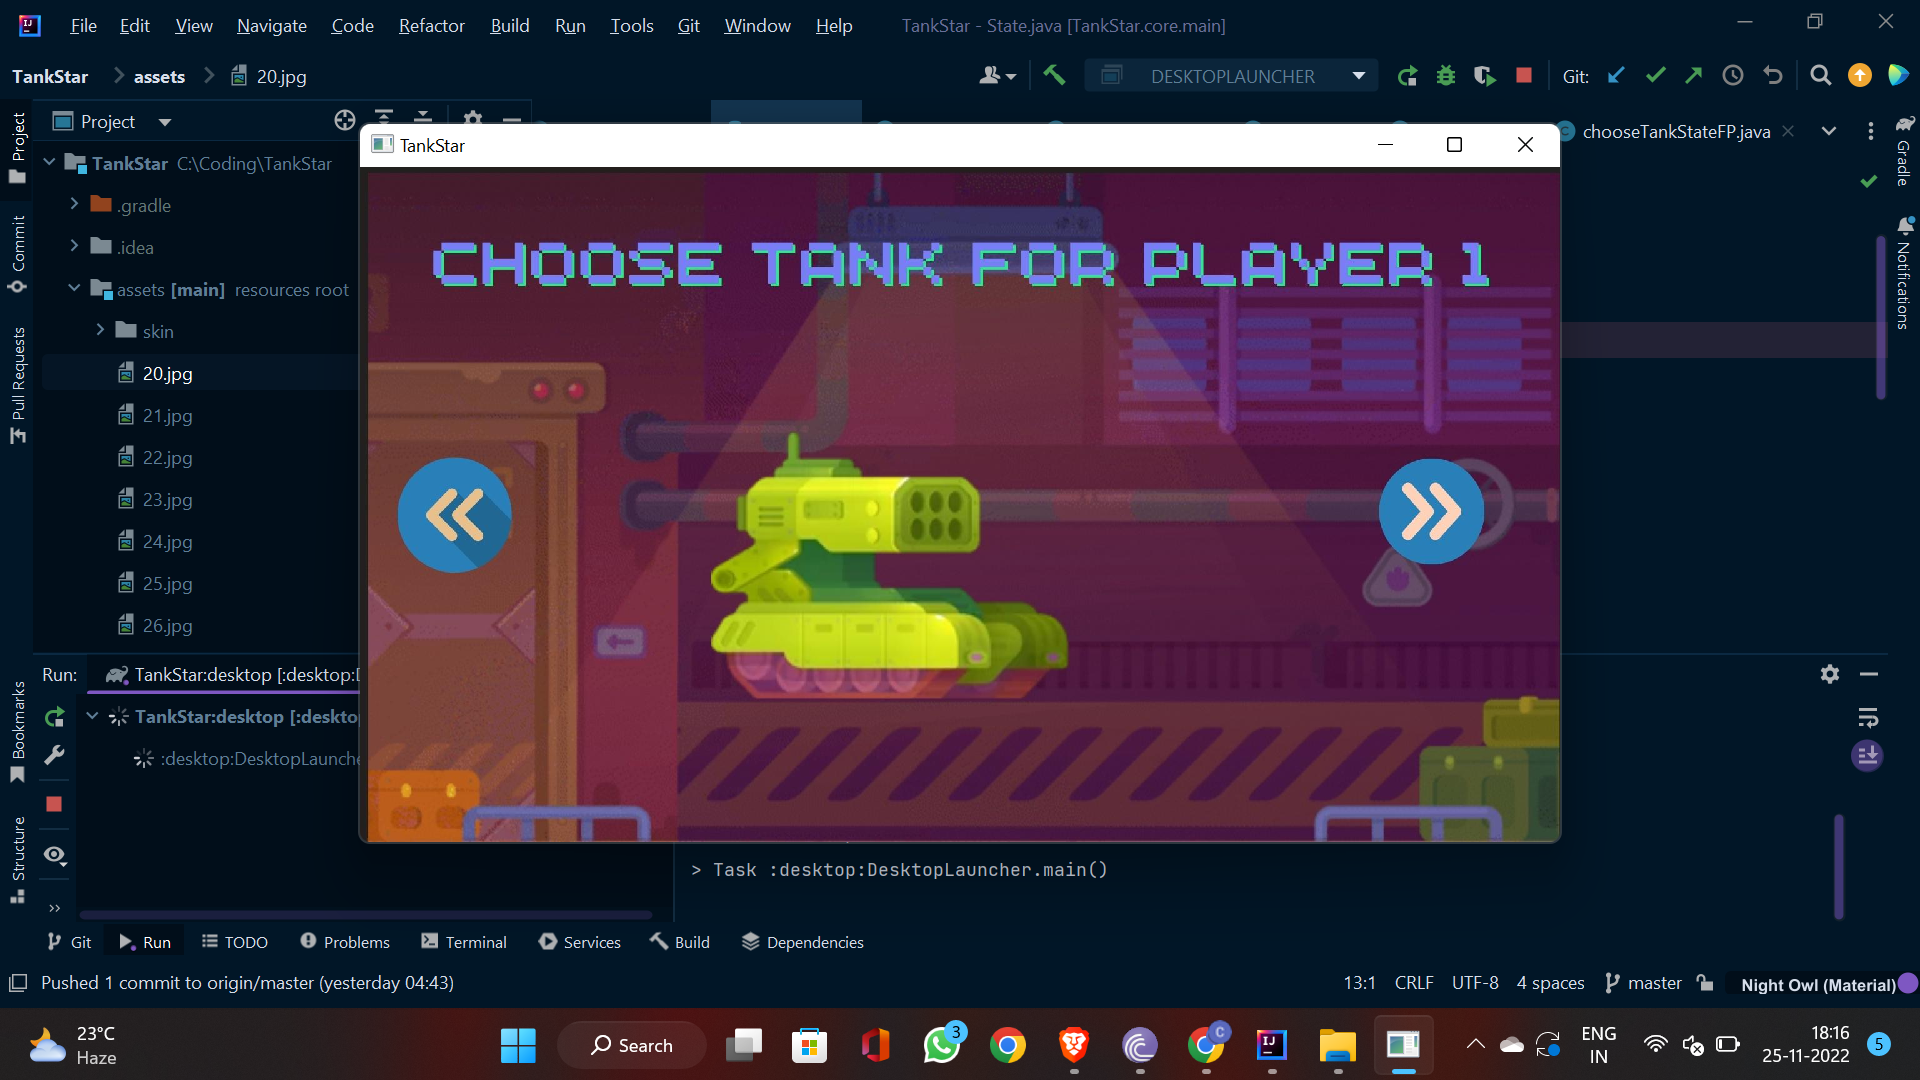 File Edit View Navigate Code Refactor Build Run Tools Git Window Help TankStar - State.java [TankStar.core.main]
TankStar assets 20.jpg DESKTOPLAUNCHER Git:
Project chooseTankStateFP.java
TankStar
TankStar C:\Coding\TankStar
.gradle
.idea
assets [main] resources root
skin
20.jpg
21.jpg
22.jpg
23.jpg
24.jpg
25.jpg
26.jpg
CHOOSE TANK FOR PLAYER 1
Project
Commit
Pull Requests
Bookmarks
Structure
Gradle
Notifications
Run: TankStar:desktop [:desktop:
TankStar:desktop [:deskto
:desktop:DesktopLaunche
> Task :desktop:DesktopLauncher.main()
Git Run TODO Problems Terminal Services Build Dependencies
Pushed 1 commit to origin/master (yesterday 04:43) 13:1 CRLF UTF-8 4 spaces master Night Owl (Material)
23°C
Haze
Search
3
C
ENG
IN
18:16
25-11-2022
5